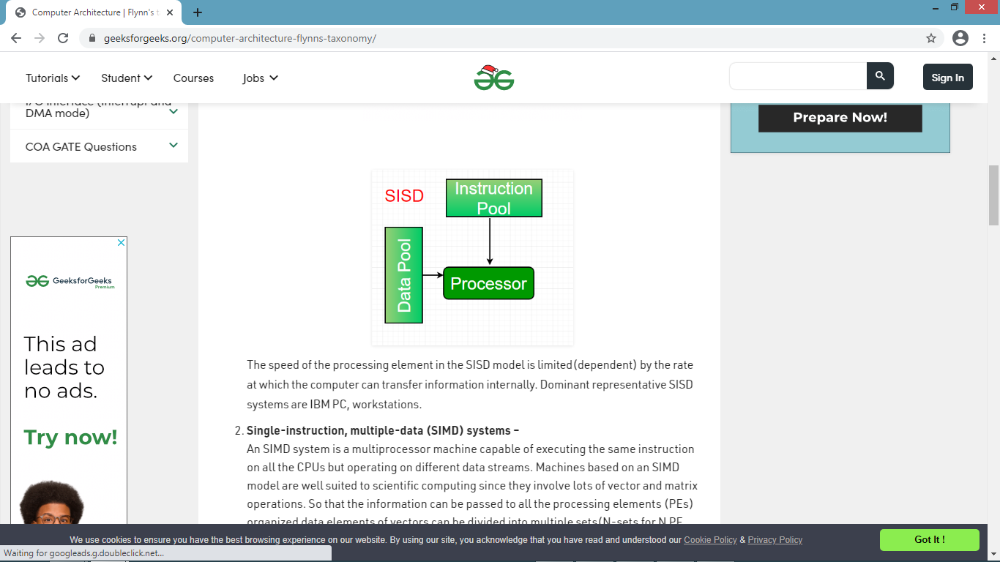 Computer Architecture | Flynn's t
geeksforgeeks.org/computer-architecture-flynns-taxonomy/
Tutorials
Student
Courses
Jobs
Sign In
I/O Interface (Interrupt and
DMA mode)
COA GATE Questions
Prepare Now!
SISD
Instruction
Pool
Data Pool
Processor
GeeksforGeeks
Premium
This ad
leads to
no ads.
Try now!
The speed of the processing element in the SISD model is limited(dependent) by the rate
at which the computer can transfer information internally. Dominant representative SISD
systems are IBM PC, workstations.
2. Single-instruction, multiple-data (SIMD) systems –
An SIMD system is a multiprocessor machine capable of executing the same instruction
on all the CPUs but operating on different data streams. Machines based on an SIMD
model are well suited to scientific computing since they involve lots of vector and matrix
operations. So that the information can be passed to all the processing elements (PEs)
organized data elements of vectors can be divided into multiple sets(N-sets for N PE
We use cookies to ensure you have the best browsing experience on our website. By using our site, you acknowledge that you have read and understood our Cookie Policy & Privacy Policy
Got It !
Waiting for googleads.g.doubleclick.net...